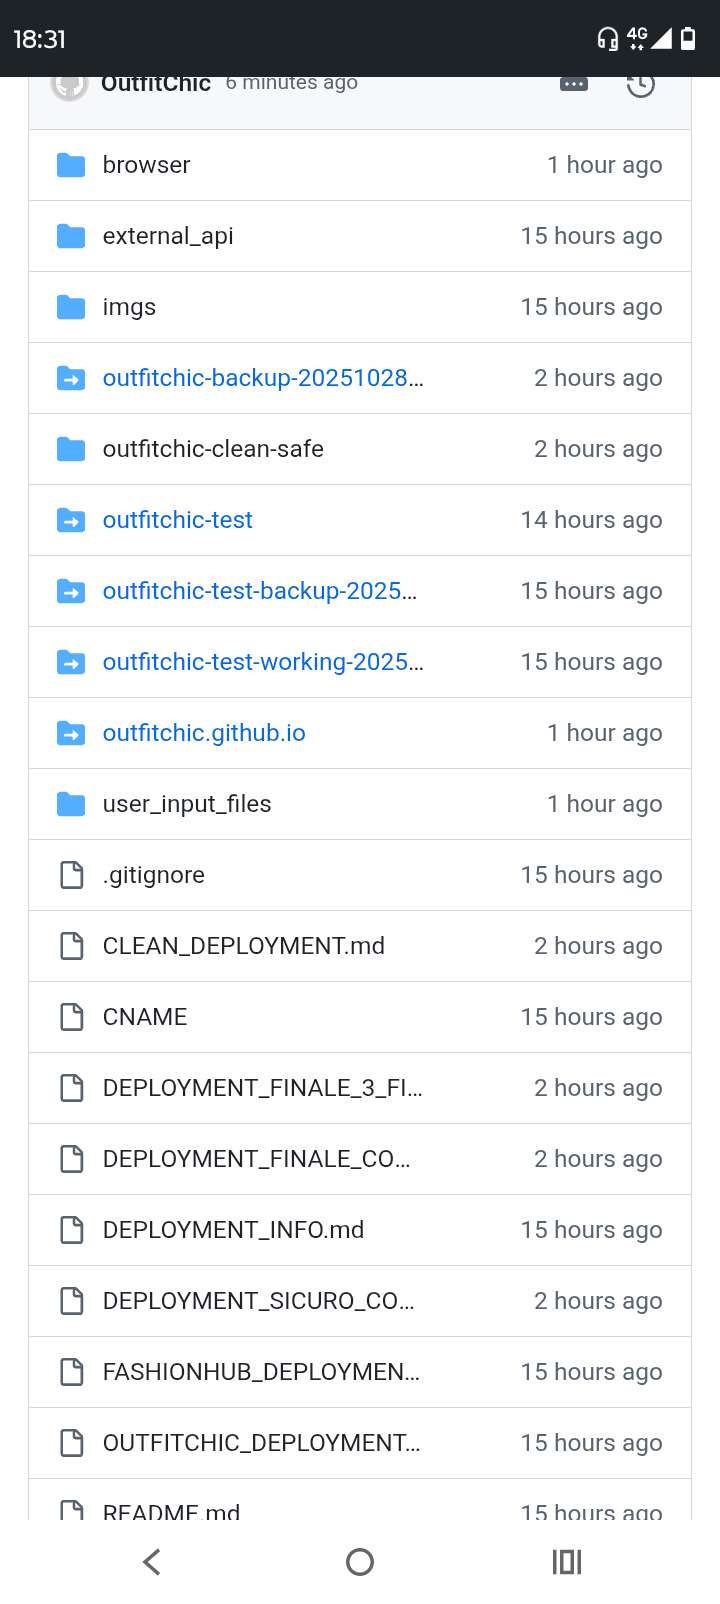 18:31
4G
OutfitChic 6 minutes ago
browser 1 hour ago
external_api 15 hours ago
imgs 15 hours ago
outfitchic-backup-20251028... 2 hours ago
outfitchic-clean-safe 2 hours ago
outfitchic-test 14 hours ago
outfitchic-test-backup-2025... 15 hours ago
outfitchic-test-working-2025... 15 hours ago
outfitchic.github.io 1 hour ago
user_input_files 1 hour ago
.gitignore 15 hours ago
CLEAN_DEPLOYMENT.md 2 hours ago
CNAME 15 hours ago
DEPLOYMENT_FINALE_3_FI... 2 hours ago
DEPLOYMENT_FINALE_CO... 2 hours ago
DEPLOYMENT_INFO.md 15 hours ago
DEPLOYMENT_SICURO_CO... 2 hours ago
FASHIONHUB_DEPLOYMEN... 15 hours ago
OUTFITCHIC_DEPLOYMENT... 15 hours ago
README.md 15 hours ago